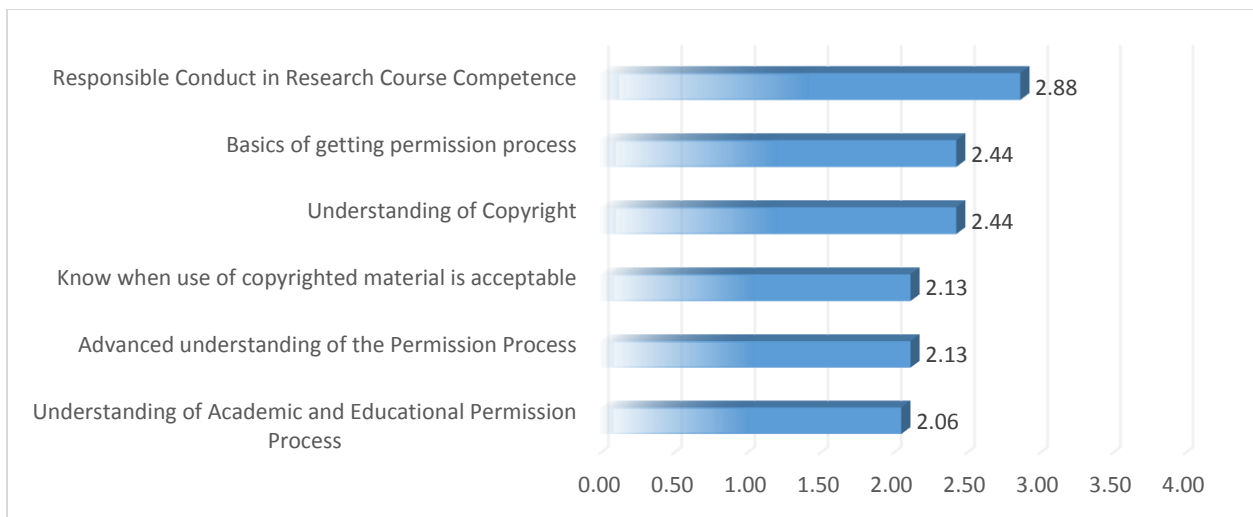 Responsible Conduct in Research Course Competence
2.88
Basics of getting permission process
2.44
Understanding of Copyright
2.44
Know when use of copyrighted material is acceptable
2.13
Advanced understanding of the Permission Process
2.13
Understanding of Academic and Educational Permission
Process
2.06
0.00 0.50 1.00 1.50 2.00 2.50 3.00 3.50 4.00